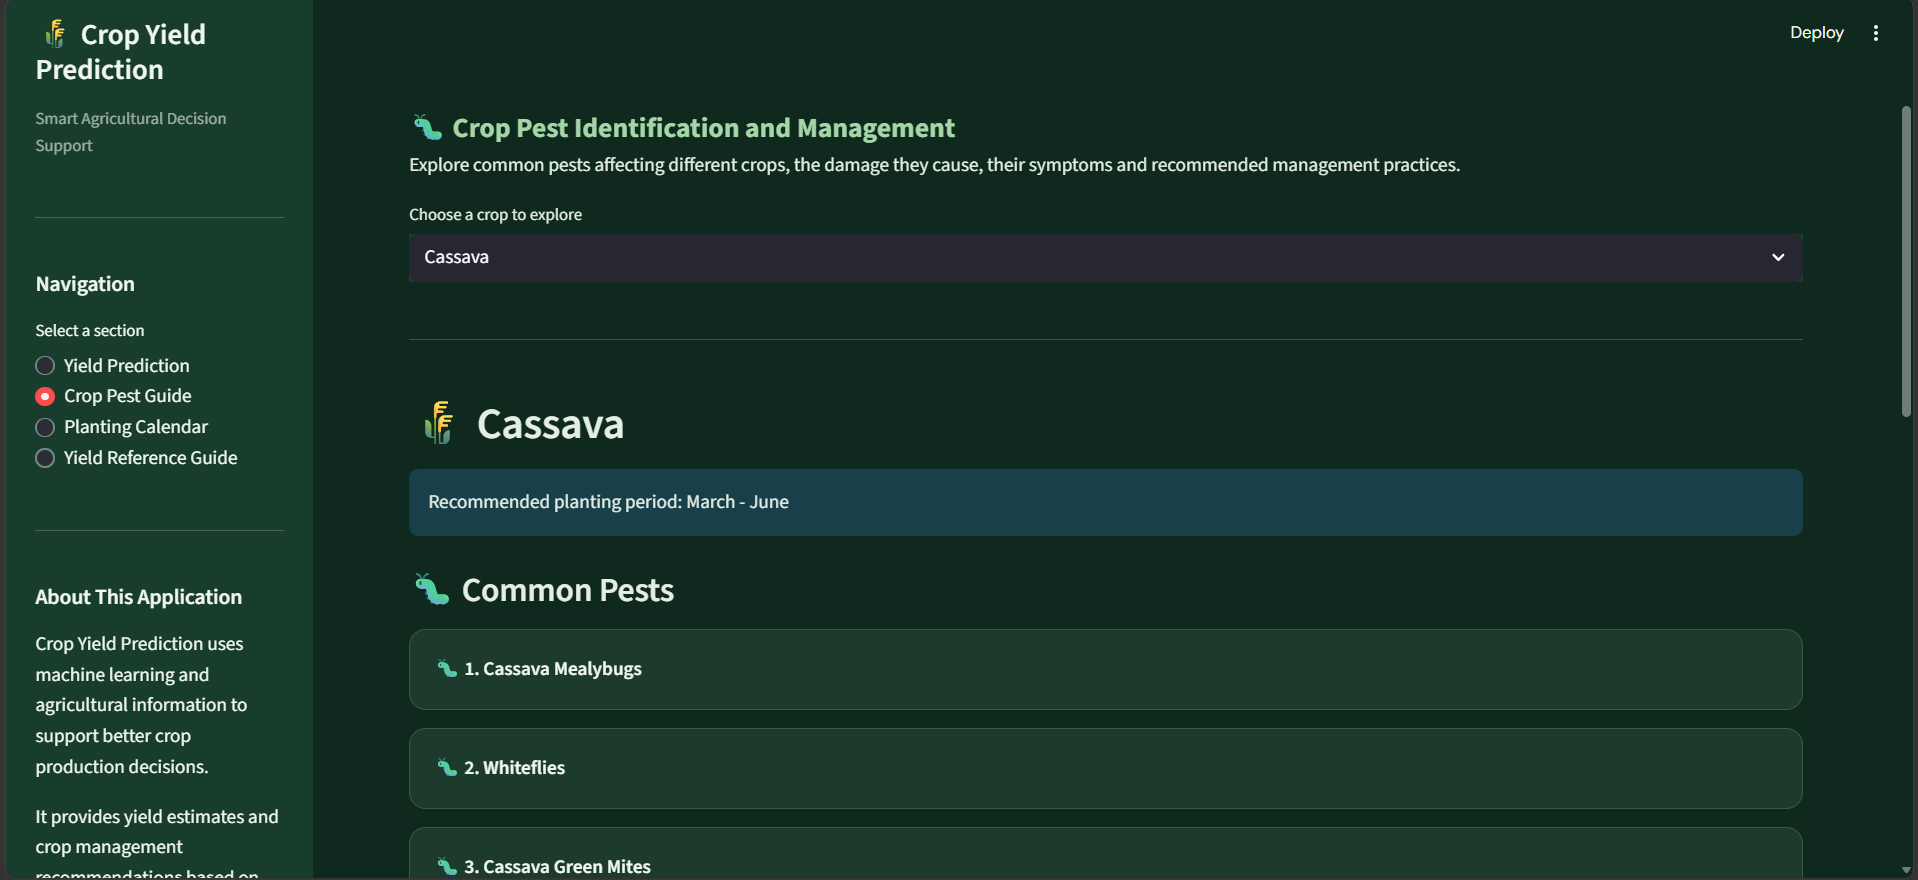 Crop Yield
Prediction
Smart Agricultural Decision
Support
Navigation
Select a section
Yield Prediction
Crop Pest Guide
Planting Calendar
Yield Reference Guide
About This Application
Crop Yield Prediction uses
machine learning and
agricultural information to
support better crop
production decisions.
It provides yield estimates and
crop management
recommendations based on
Deploy
Crop Pest Identification and Management
Explore common pests affecting different crops, the damage they cause, their symptoms and recommended management practices.
Choose a crop to explore
Cassava
Cassava
Recommended planting period: March - June
Common Pests
1. Cassava Mealybugs
2. Whiteflies
3. Cassava Green Mites